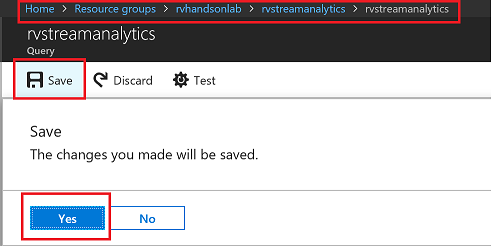 Home > Resource groups > rvhandsonlab > rvstreamanalytics > rvstreamanalytics
rvstreamanalytics
Query
Save Discard Test
Save
The changes you made will be saved.
Yes No